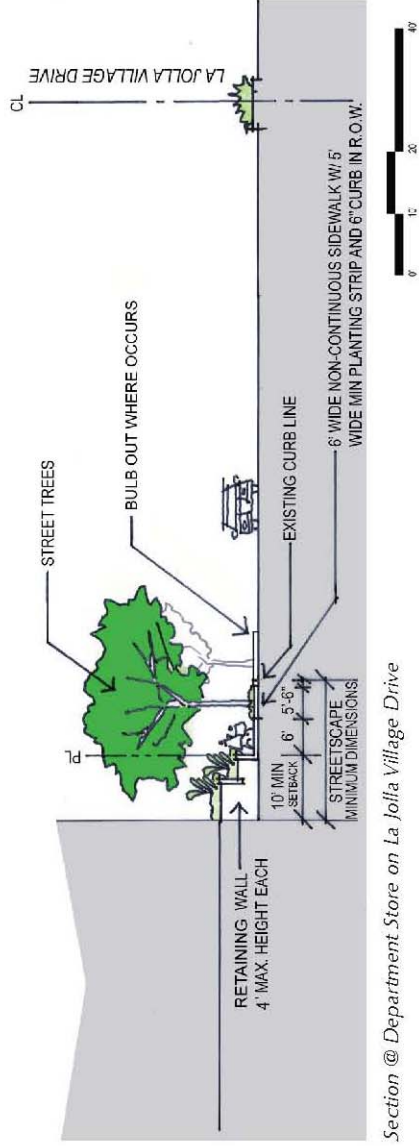 CL
LA JOLLA VILLAGE DRIVE
STREET TREES
BULB OUT WHERE OCCURS
PL
RETAINING WALL
4' MAX. HEIGHT EACH
10' MIN
SETBACK
6'
5'-6"
STREETSCAPE
MINIMUM DIMENSIONS
EXISTING CURB LINE
6' WIDE NON-CONTINUOUS SIDEWALK W/ 5'
WIDE MIN PLANTING STRIP AND 6" CURB IN R.O.W.
0' 10' 20 40'
Section @ Department Store on La Jolla Village Drive